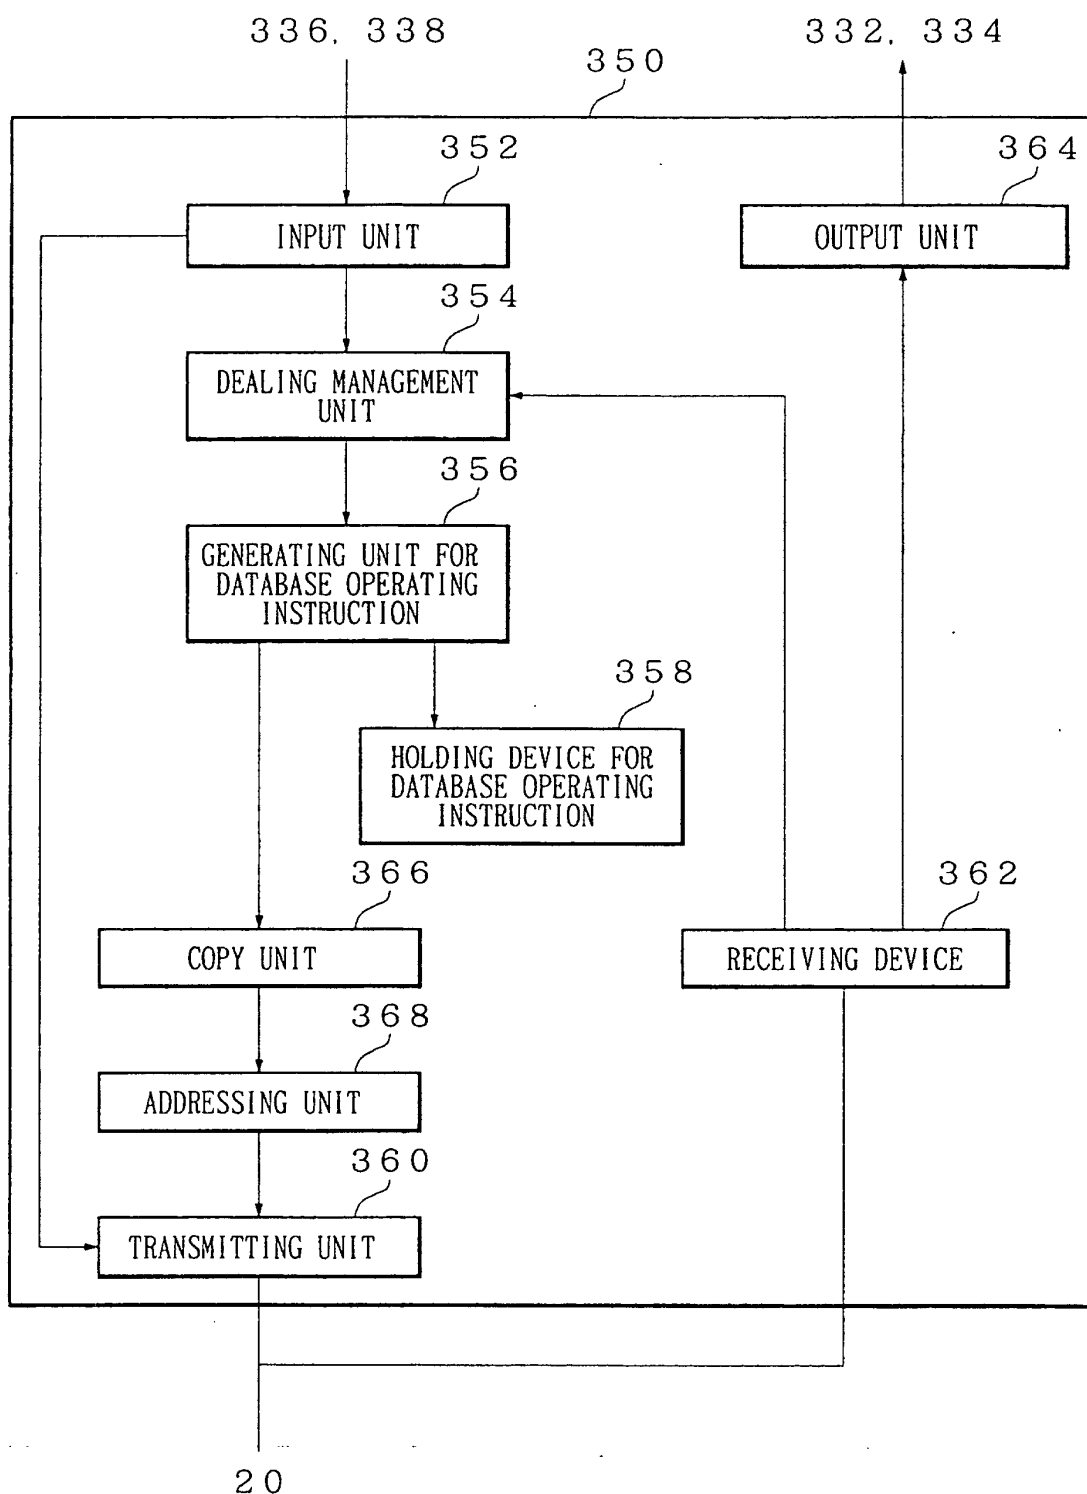 336, 338
332, 334
350
352
364
INPUT UNIT
OUTPUT UNIT
354
DEALING MANAGEMENT
UNIT
356
GENERATING UNIT FOR
DATABASE OPERATING
INSTRUCTION
358
HOLDING DEVICE FOR
DATABASE OPERATING
INSTRUCTION
366
362
COPY UNIT
RECEIVING DEVICE
368
ADDRESSING UNIT
360
TRANSMITTING UNIT
20